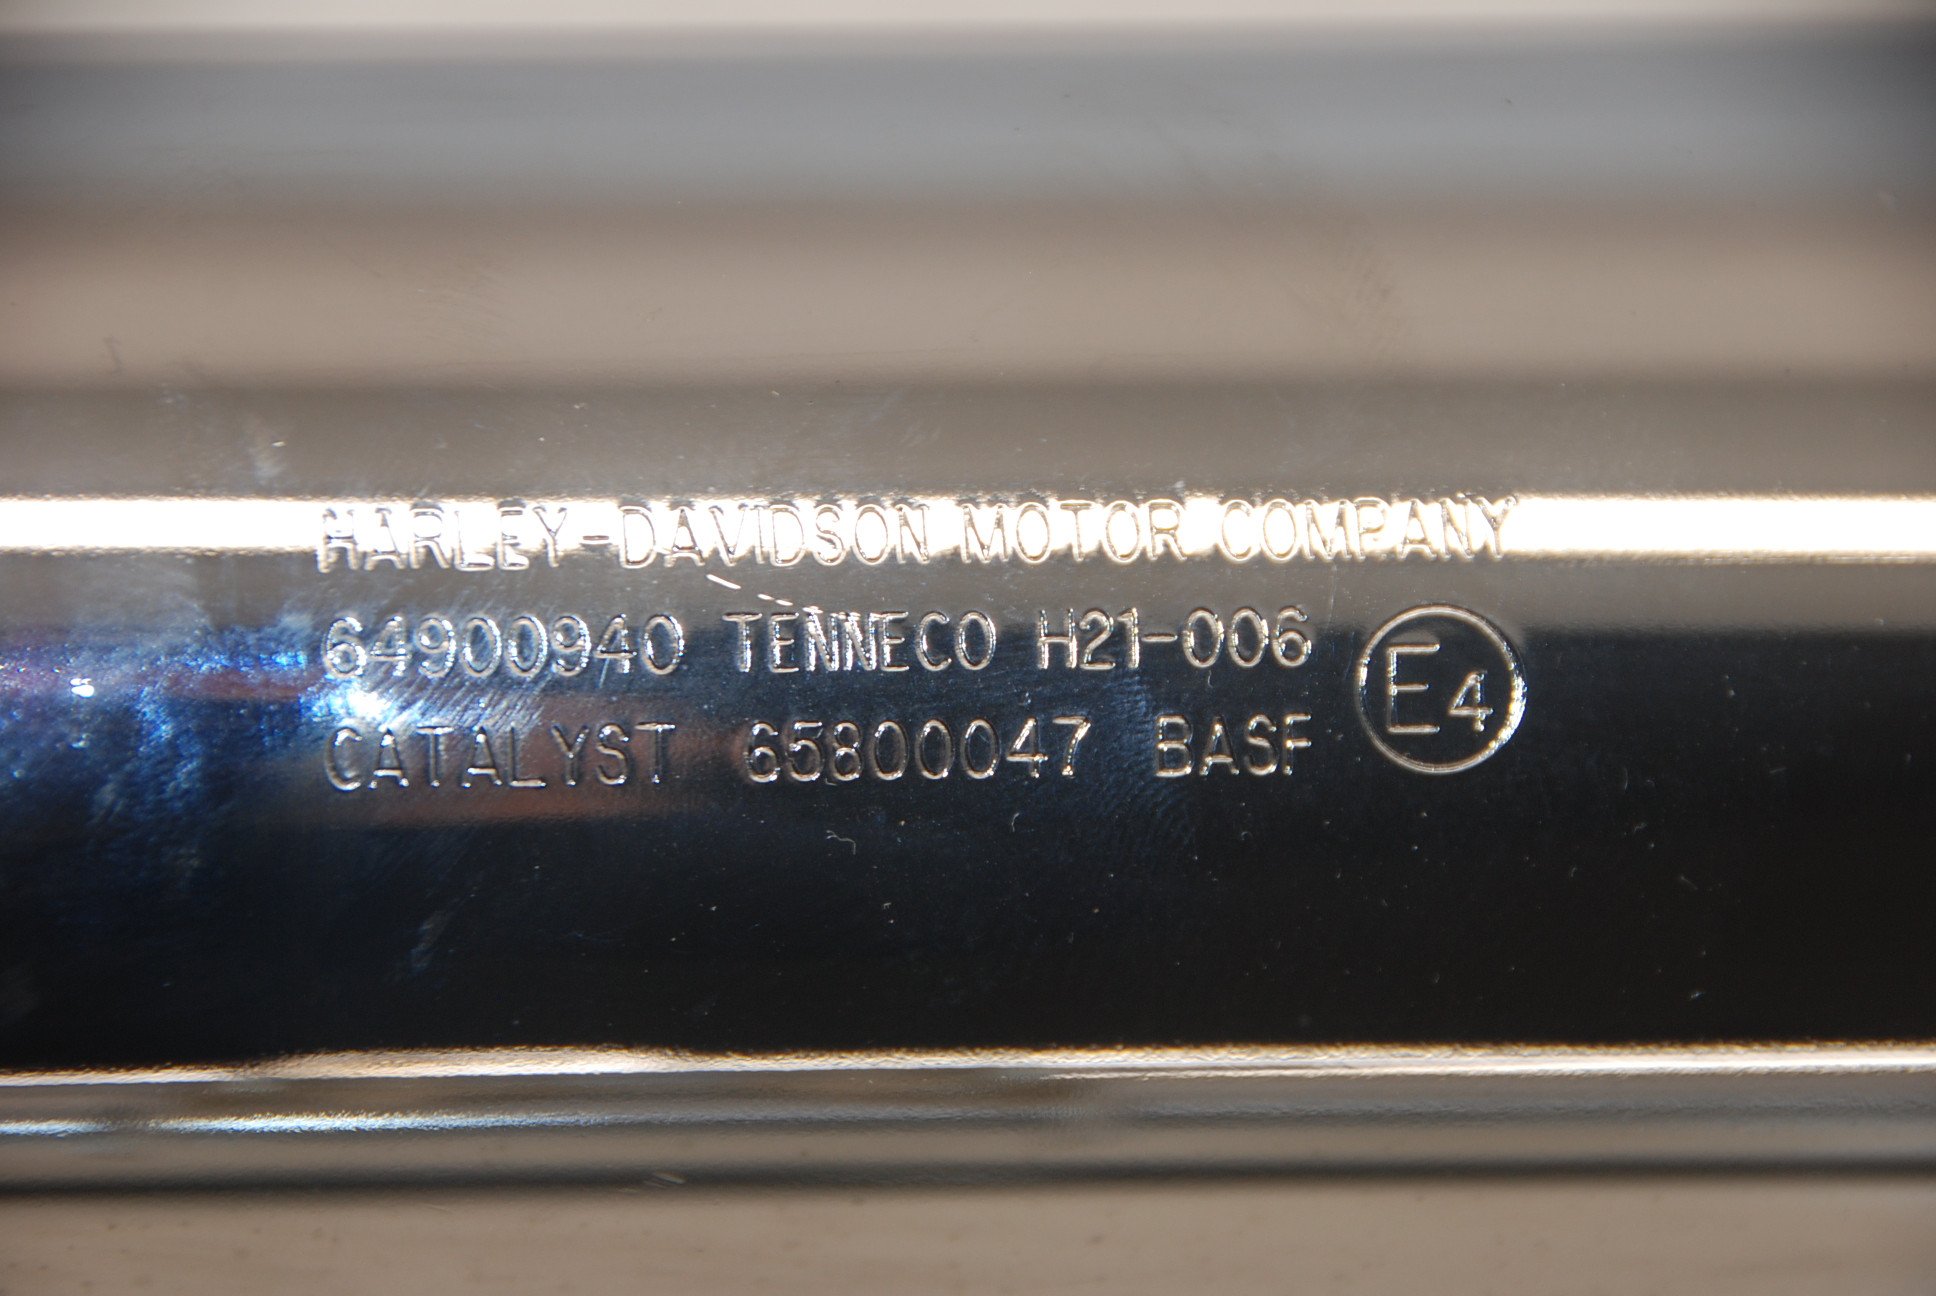 HARLEY-DAVIDSON MOTOR COMPANY
64900940 TENNECO H21-006
CATALYST 65800047 BASF
E4